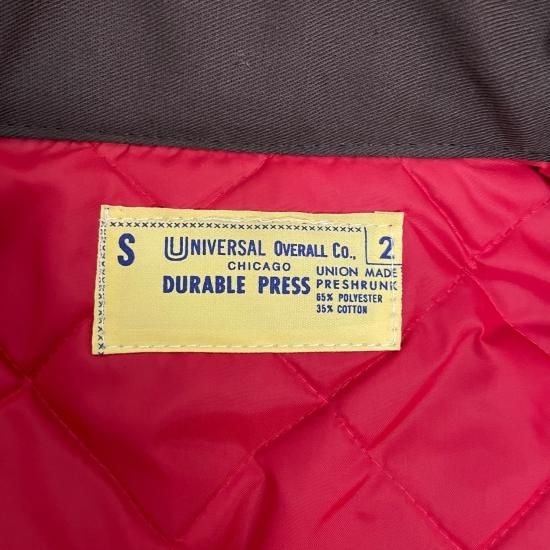 S
UNIVERSAL OVERALL CO.,
2
CHICAGO
UNION MADE
DURABLE PRESS
PRESHRUNK
65% POLYESTER
35% COTTON